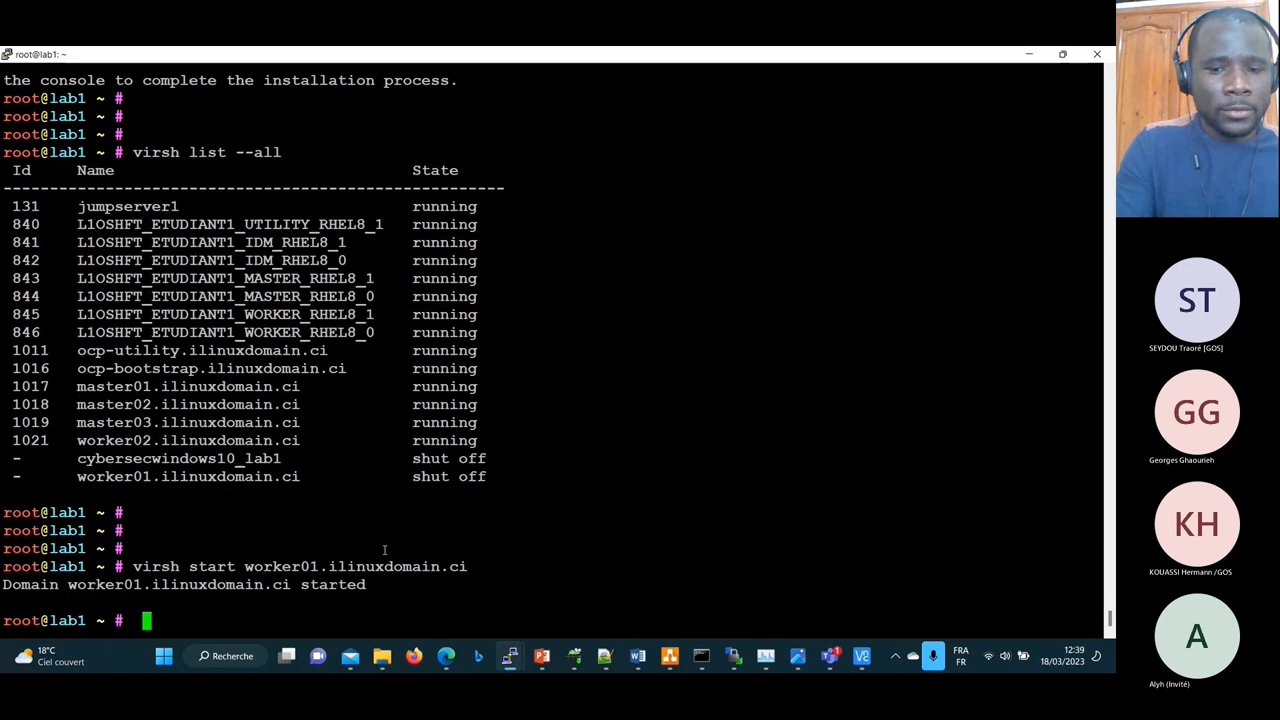 root@lab1: ~
the console to complete the installation process.
root@lab1 ~ #
root@lab1 ~ #
root@lab1 ~ #
root@lab1 ~ # virsh list --all
Id Name State
----------------------------------------------------
131 jumpserver1 running
840 L1OSHFT_ETUDIANT1_UTILITY_RHEL8_1 running
841 L1OSHFT_ETUDIANT1_IDM_RHEL8_1 running
842 L1OSHFT_ETUDIANT1_IDM_RHEL8_0 running
843 L1OSHFT_ETUDIANT1_MASTER_RHEL8_1 running
844 L1OSHFT_ETUDIANT1_MASTER_RHEL8_0 running
845 L1OSHFT_ETUDIANT1_WORKER_RHEL8_1 running
846 L1OSHFT_ETUDIANT1_WORKER_RHEL8_0 running
1011 ocp-utility.ilinuxdomain.ci running
1016 ocp-bootstrap.ilinuxdomain.ci running
1017 master01.ilinuxdomain.ci running
1018 master02.ilinuxdomain.ci running
1019 master03.ilinuxdomain.ci running
1021 worker02.ilinuxdomain.ci running
- cybersecwindows10_lab1 shut off
- worker01.ilinuxdomain.ci shut off
root@lab1 ~ #
root@lab1 ~ #
root@lab1 ~ #
root@lab1 ~ # virsh start worker01.ilinuxdomain.ci
Domain worker01.ilinuxdomain.ci started
root@lab1 ~ #
ST
SEYDOU Traoré [GOS]
GG
Georges Ghaourieh
KH
KOUASSI Hermann /GOS
A
Alyh (Invité)
18°C
Ciel couvert
Recherche
1
FRA
FR
12:39
18/03/2023